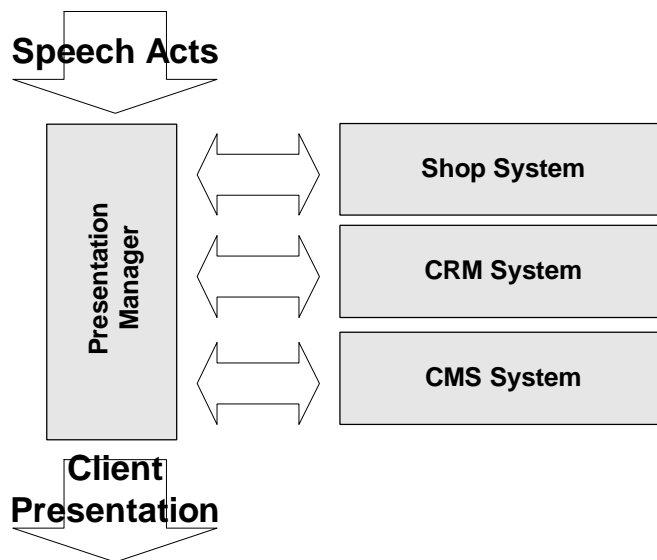 Speech Acts
Presentation
Manager
Shop System
CRM System
CMS System
Client
Presentation